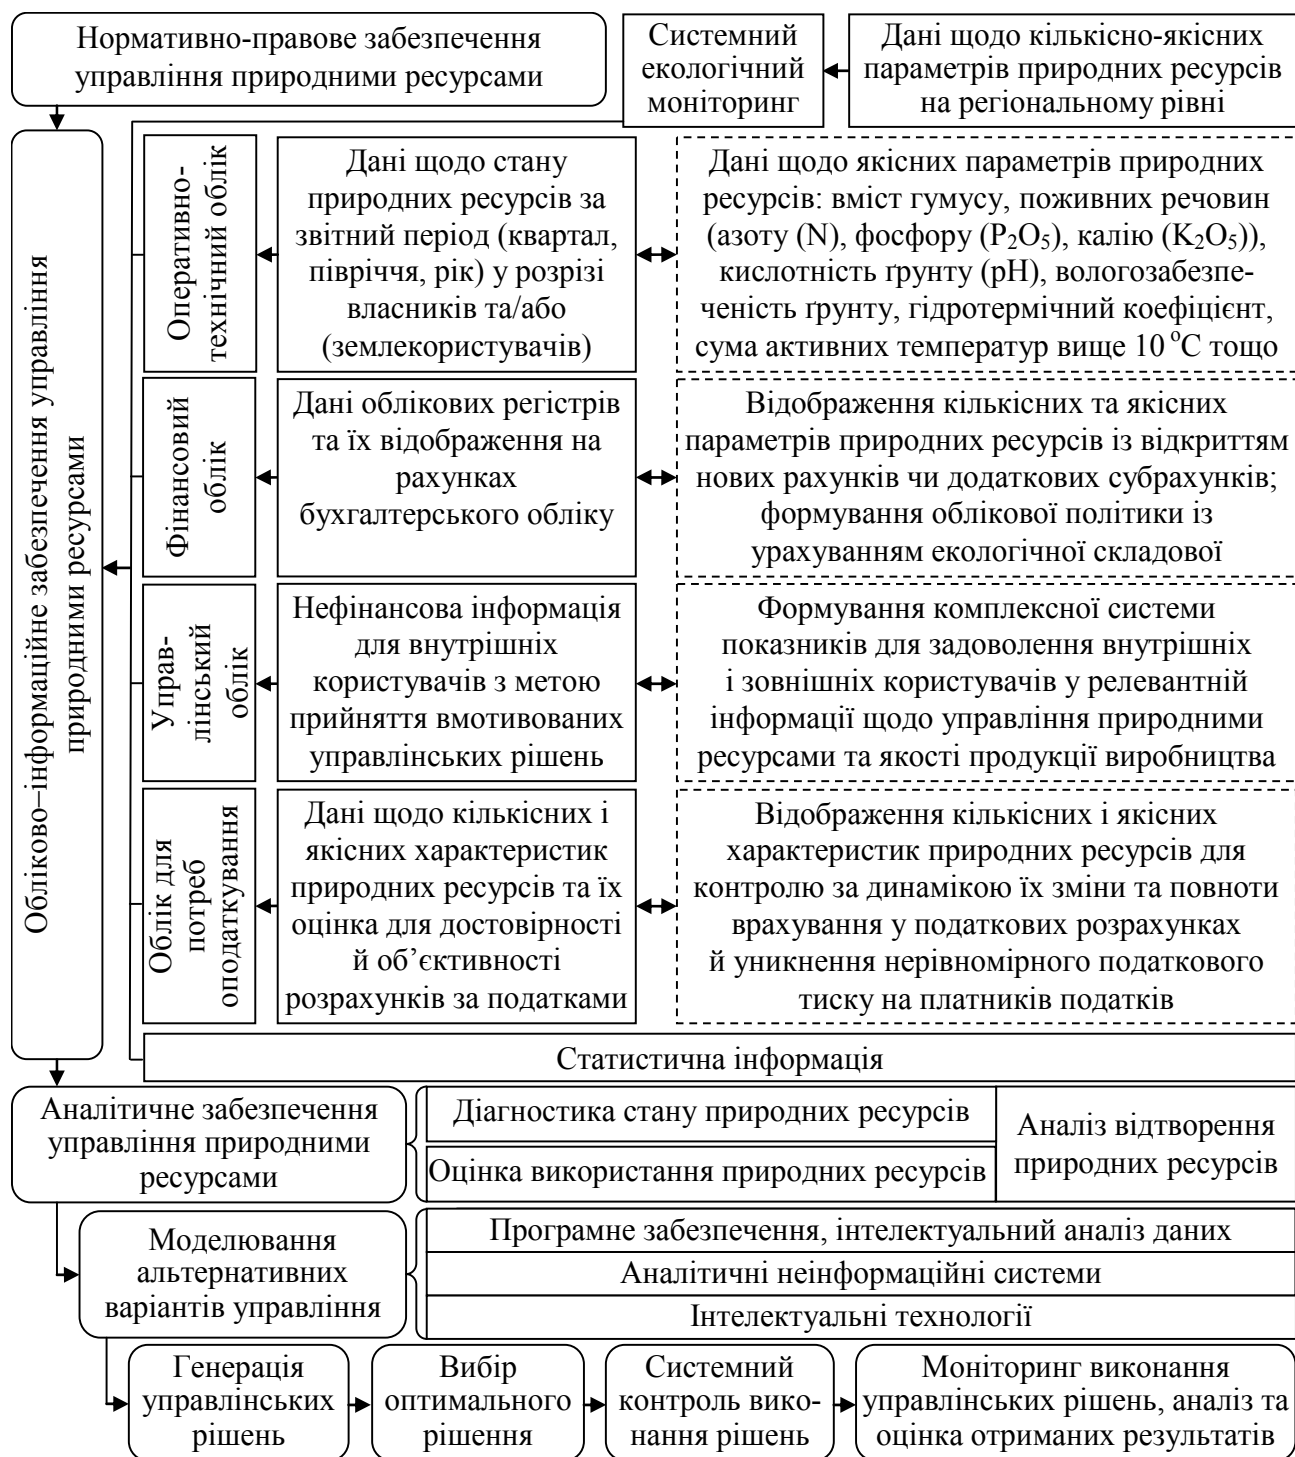 Нормативно-правове забезпечення
управління природними ресурсами
Системний
екологічний
моніторинг
Дані щодо кількісно-якісних
параметрів природних ресурсів
на регіональному рівні
Обліково–інформаційне забезпечення управління
природними ресурсами
Оперативно-
технічний облік
Дані щодо стану
природних ресурсів за
звітний період (квартал,
півріччя, рік) у розрізі
власників та/або
(землекористувачів)
Дані щодо якісних параметрів природних
ресурсів: вміст гумусу, поживних речовин
(азоту (N), фосфору (P₂O₅), калію (K₂O₅)),
кислотність ґрунту (рН), вологозабезпе-
ченість ґрунту, гідротермічний коефіцієнт,
сума активних температур вище 10 °С тощо
Фінансовий
облік
Дані облікових регістрів
та їх відображення на
рахунках
бухгалтерського обліку
Відображення кількісних та якісних
параметрів природних ресурсів із відкриттям
нових рахунків чи додаткових субрахунків;
формування облікової політики із
урахуванням екологічної складової
Управ-
лінський
облік
Нефінансова інформація
для внутрішніх
користувачів з метою
прийняття вмотивованих
управлінських рішень
Формування комплексної системи
показників для задоволення внутрішніх
і зовнішніх користувачів у релевантній
інформації щодо управління природними
ресурсами та якості продукції виробництва
Облік для
потреб
оподаткування
Дані щодо кількісних і
якісних характеристик
природних ресурсів та їх
оцінка для достовірності
й об’єктивності
розрахунків за податками
Відображення кількісних і якісних
характеристик природних ресурсів для
контролю за динамікою їх зміни та повноти
врахування у податкових розрахунках
й уникнення нерівномірного податкового
тиску на платників податків
Статистична інформація
Аналітичне забезпечення
управління природними
ресурсами
Діагностика стану природних ресурсів
Оцінка використання природних ресурсів
Аналіз відтворення
природних ресурсів
Моделювання
альтернативних
варіантів управління
Програмне забезпечення, інтелектуальний аналіз даних
Аналітичні неінформаційні системи
Інтелектуальні технології
Генерація
управлінських
рішень
Вибір
оптимального
рішення
Системний
контроль вико-
нання рішень
Моніторинг виконання
управлінських рішень, аналіз та
оцінка отриманих результатів